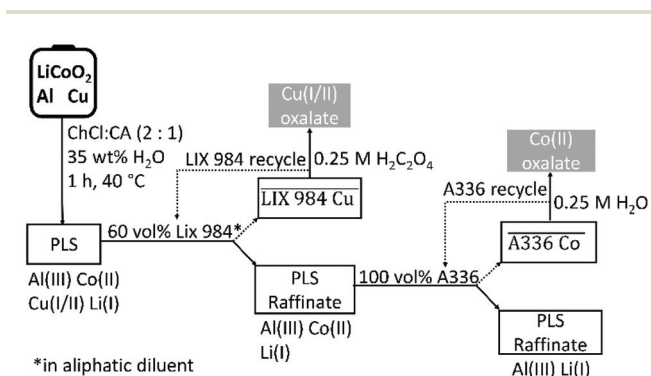 LiCoO₂
Al Cu
ChCl:CA (2 : 1)
35 wt% H₂O
1 h, 40 °C
PLS
Al(III) Co(II)
Cu(I/II) Li(I)
60 vol% Lix 984*
LIX 984 recycle
Cu(I/II)
oxalate
0.25 M H₂C₂O₄
LIX 984 Cu
PLS
Raffinate
Al(III) Co(II)
Li(I)
100 vol% A336
A336 recycle
Co(II)
oxalate
0.25 M H₂O
A336 Co
PLS
Raffinate
Al(III) Li(I)
*in aliphatic diluent